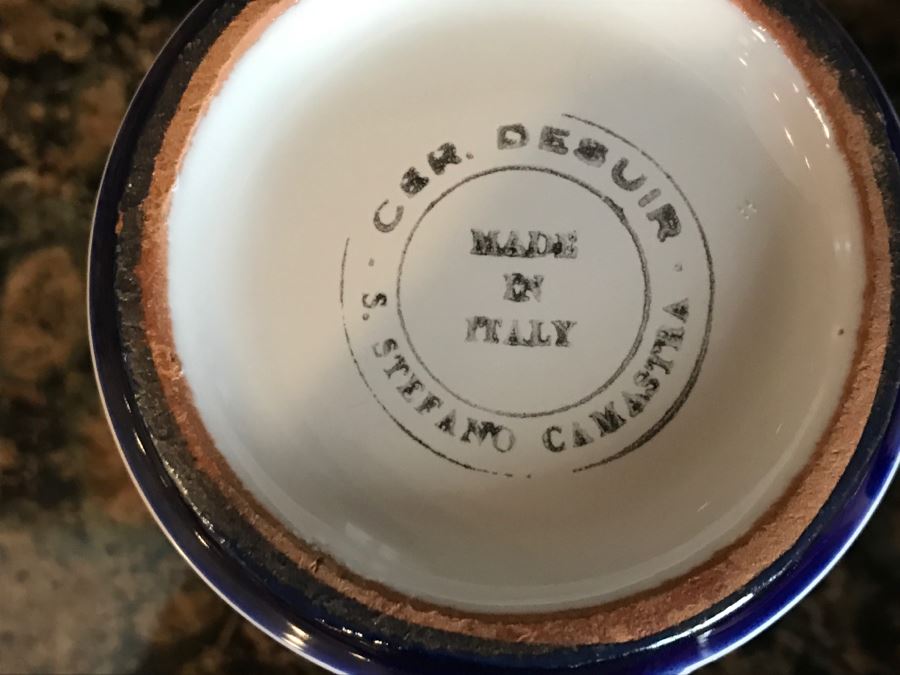 CER. DESUIR
MADE
IN
ITALY
S. STEFANO CAMASTRA